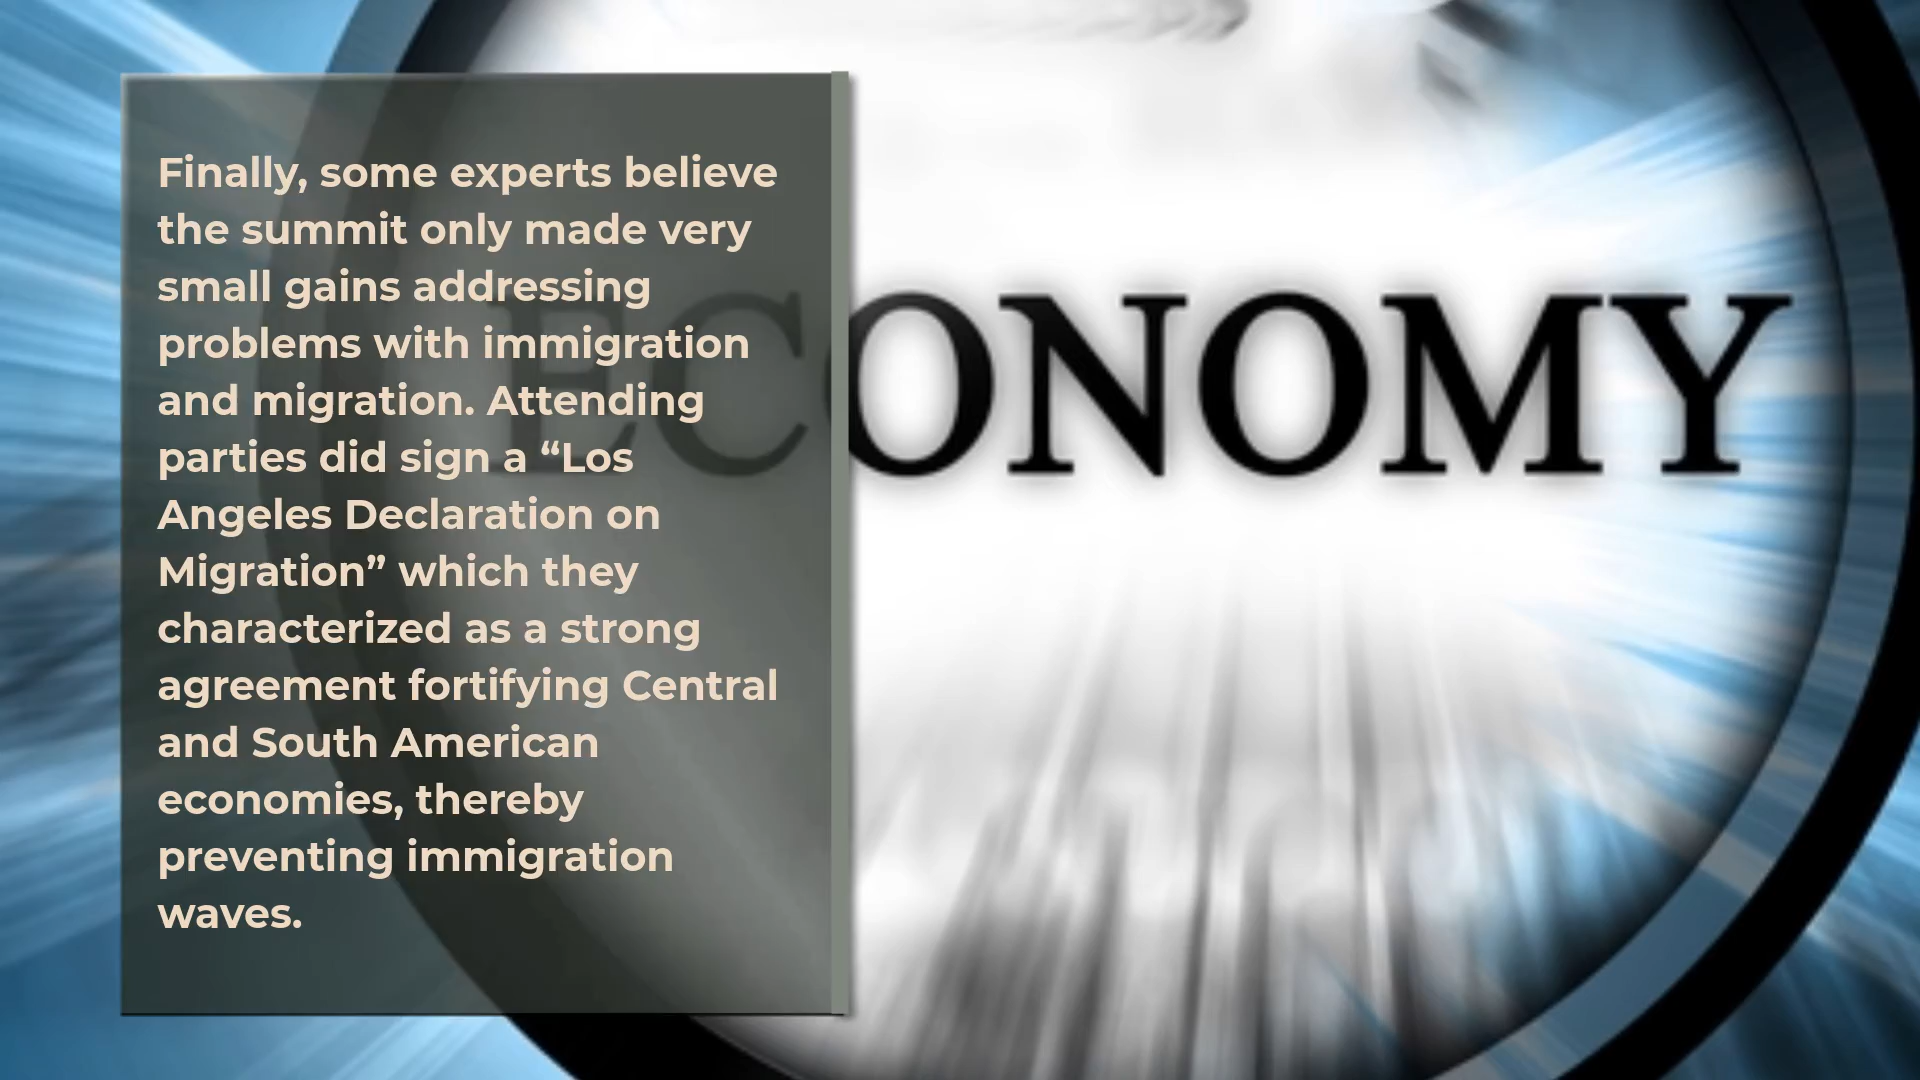 Finally, some experts believe
the summit only made very
small gains addressing
problems with immigration
and migration. Attending
parties did sign a “Los
Angeles Declaration on
Migration” which they
characterized as a strong
agreement fortifying Central
and South American
economies, thereby
preventing immigration
waves.
ECONOMY